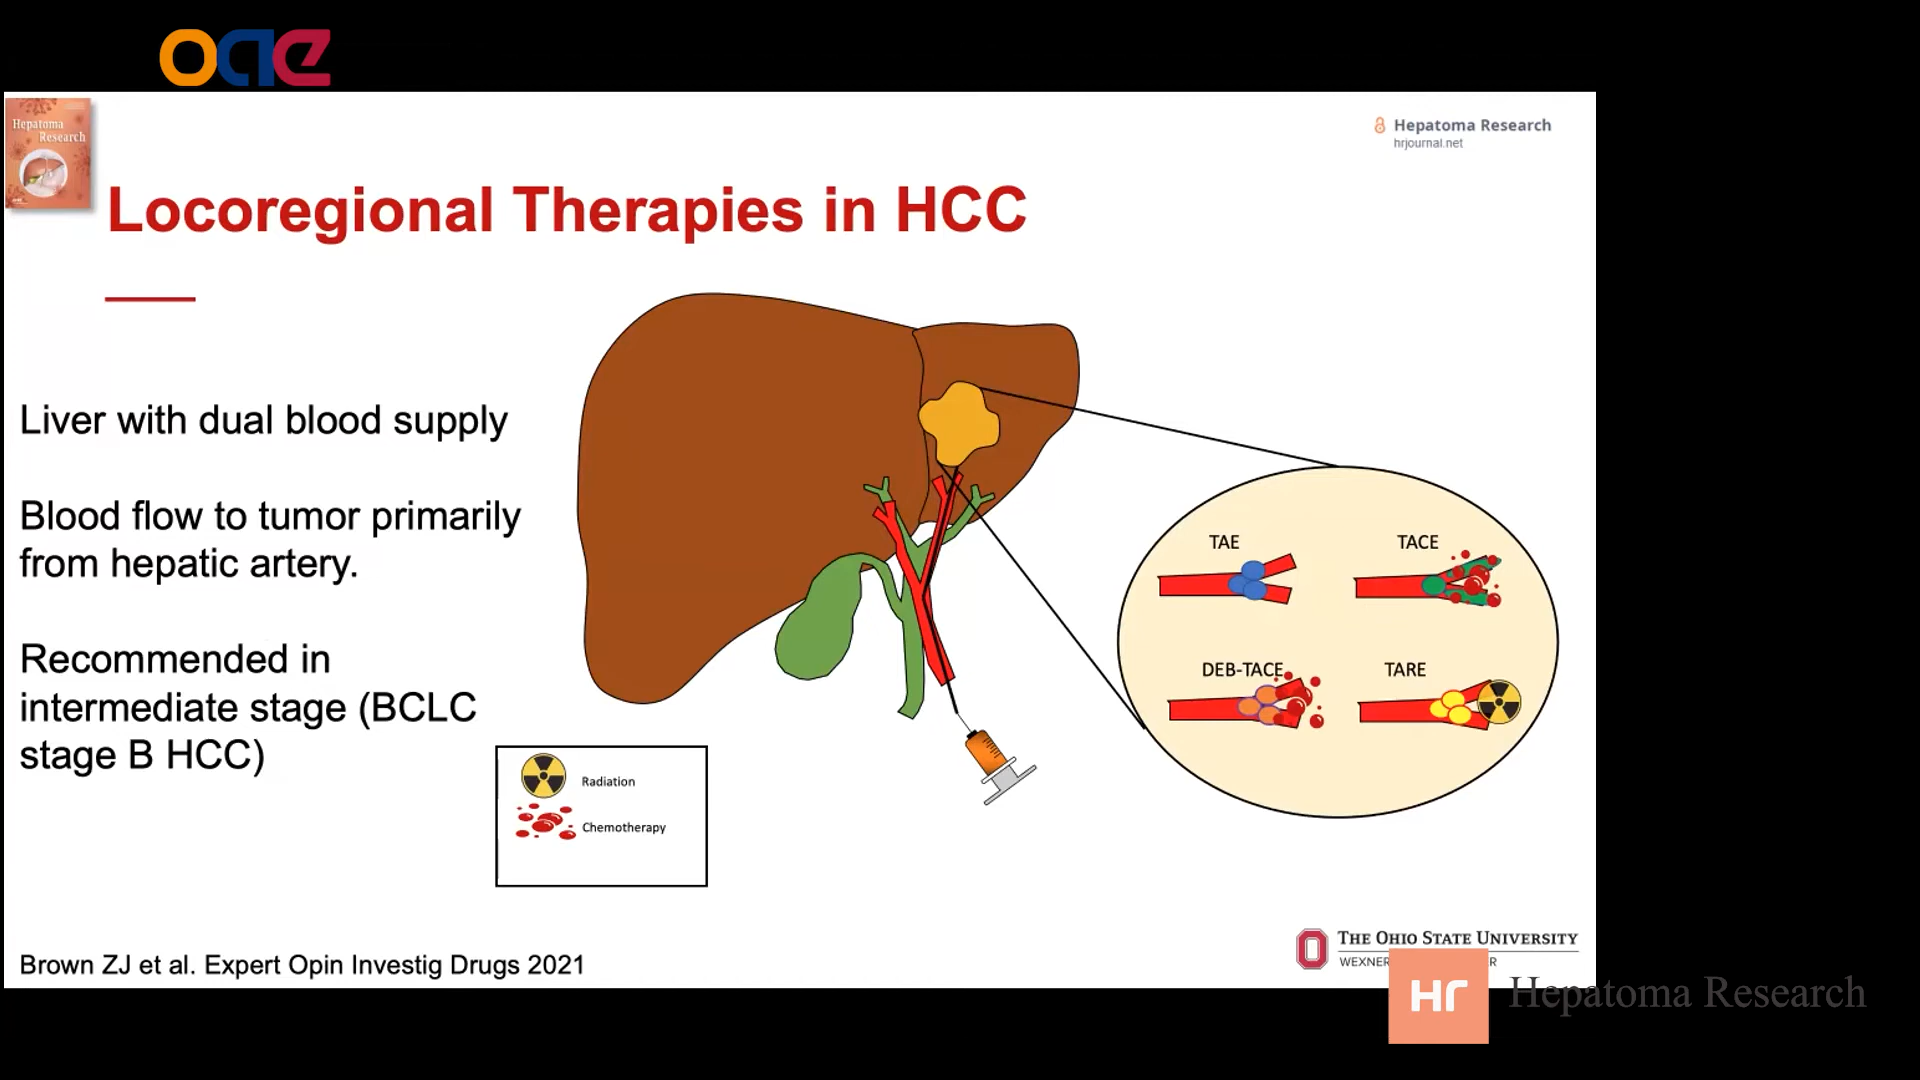 oae
Hepatoma
Research
Hepatoma Research
hrjournal.net
Locoregional Therapies in HCC
Liver with dual blood supply
Blood flow to tumor primarily
from hepatic artery.
Recommended in
intermediate stage (BCLC
stage B HCC)
TAE
TACE
DEB-TACE
TARE
Radiation
Chemotherapy
Brown ZJ et al. Expert Opin Investig Drugs 2021
THE OHIO STATE UNIVERSITY
Hr
Hepatoma Research